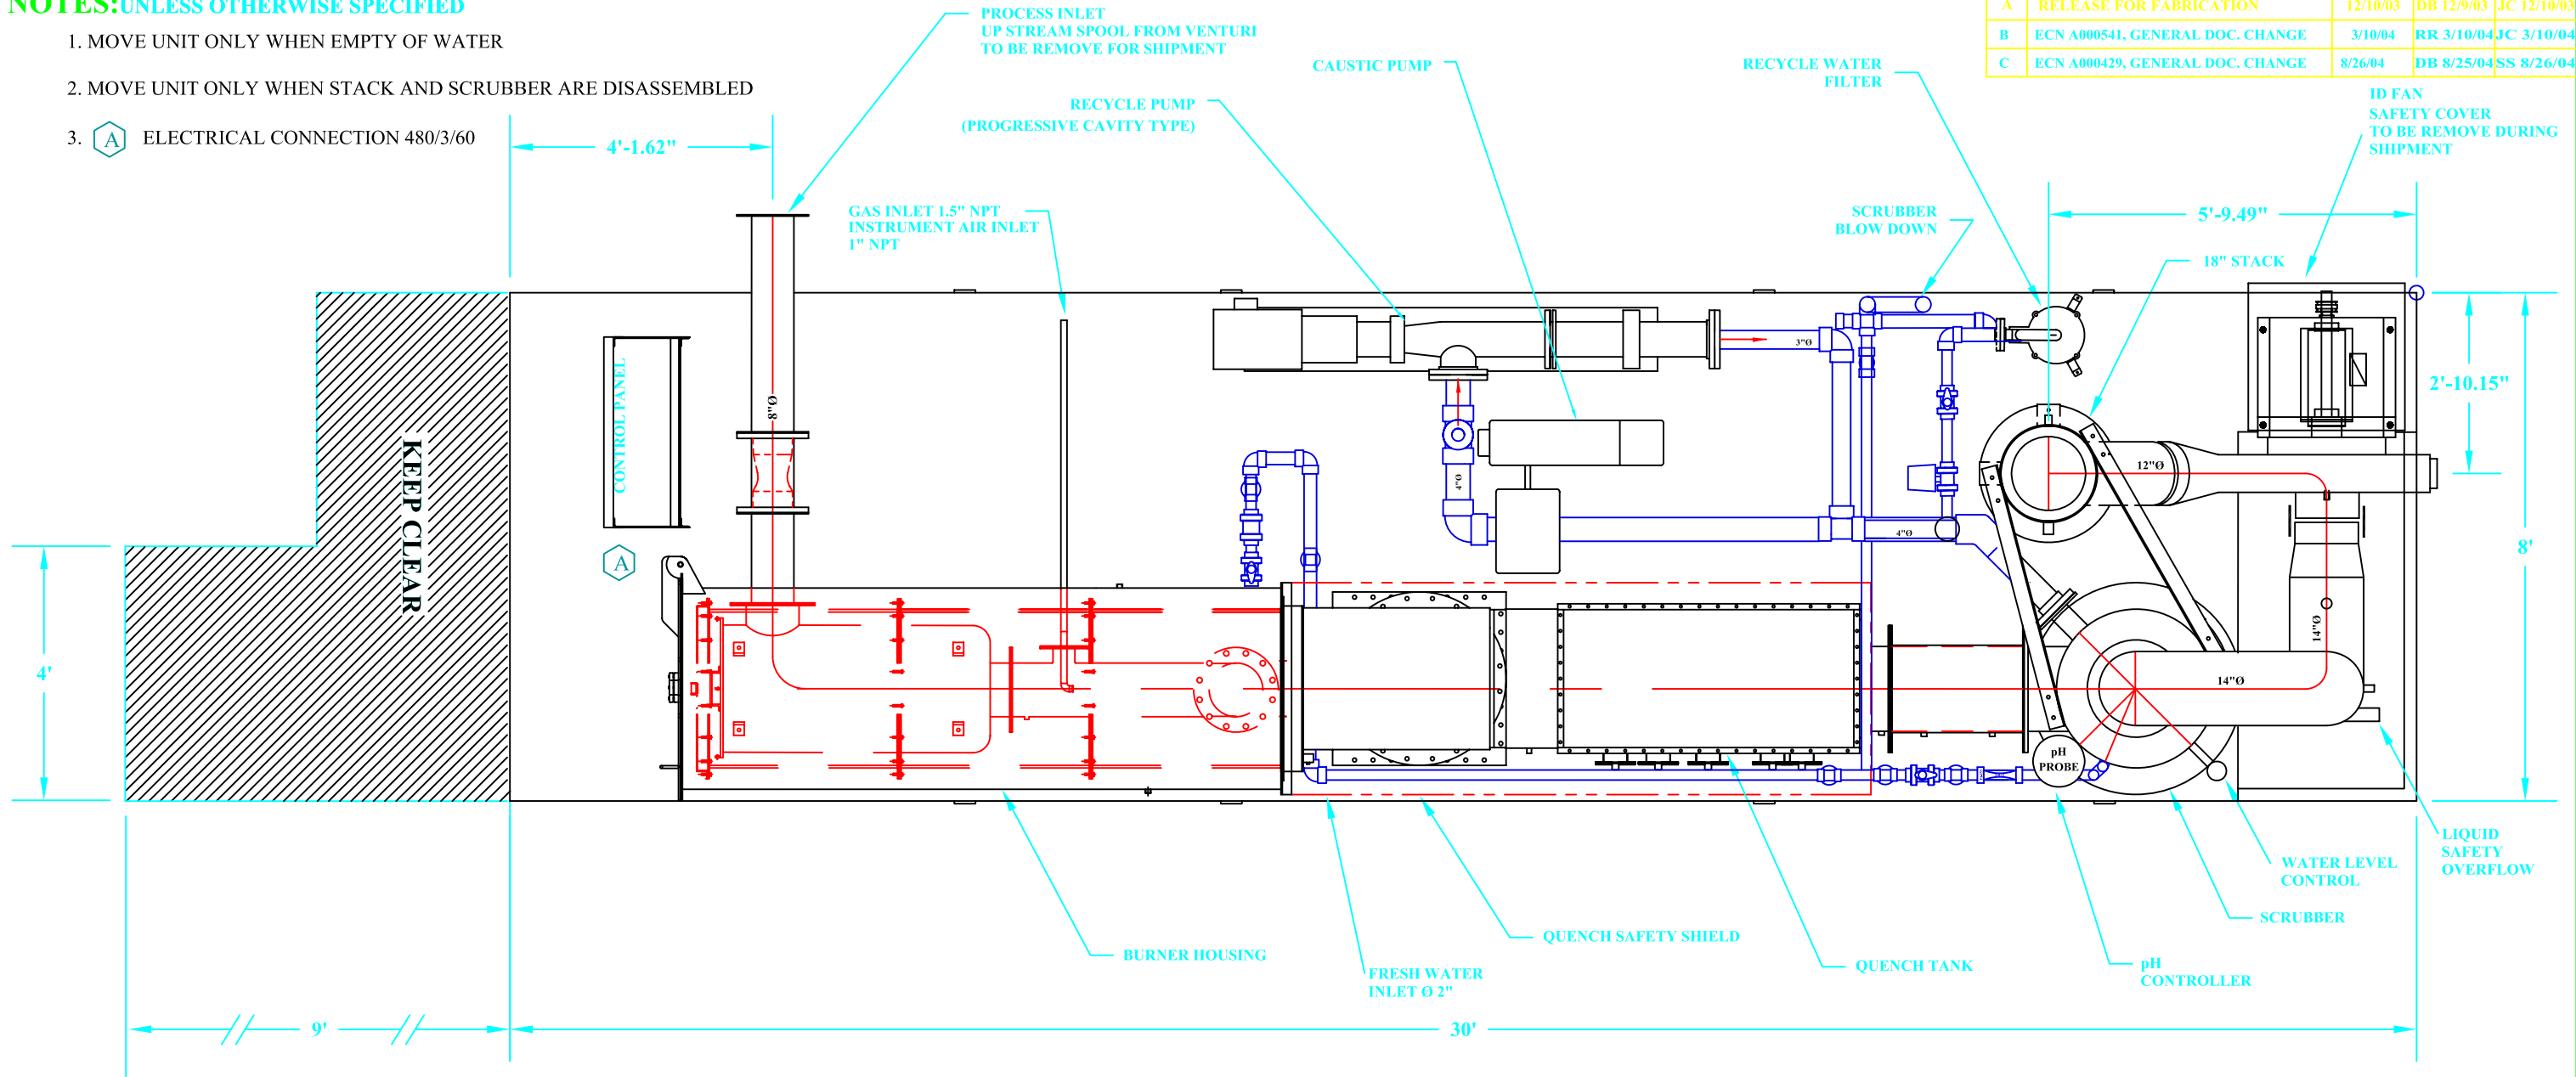 NOTES: UNLESS OTHERWISE SPECIFIED
1. MOVE UNIT ONLY WHEN EMPTY OF WATER
2. MOVE UNIT ONLY WHEN STACK AND SCRUBBER ARE DISASSEMBLED
3. A ELECTRICAL CONNECTION 480/3/60
A RELEASE FOR FABRICATION 12/10/03 DB 12/9/03 JC 12/10/03
B ECN A000541, GENERAL DOC. CHANGE 3/10/04 RR 3/10/04 JC 3/10/04
C ECN A000429, GENERAL DOC. CHANGE 8/26/04 DB 8/25/04 SS 8/26/04
PROCESS INLET
UP STREAM SPOOL FROM VENTURI
TO BE REMOVE FOR SHIPMENT
CAUSTIC PUMP
RECYCLE WATER
FILTER
RECYCLE PUMP
(PROGRESSIVE CAVITY TYPE)
ID FAN
SAFETY COVER
TO BE REMOVE DURING
SHIPMENT
4'-1.62"
GAS INLET 1.5" NPT
INSTRUMENT AIR INLET
1" NPT
SCRUBBER
BLOW DOWN
5'-9.49"
18" STACK
2'-10.15"
8'
4'
KEEP CLEAR
CONTROL PANEL
A
8"Ø
3"Ø
4"Ø
4"Ø
12"Ø
14"Ø
14"Ø
pH
PROBE
LIQUID
SAFETY
OVERFLOW
WATER LEVEL
CONTROL
SCRUBBER
pH
CONTROLLER
QUENCH TANK
QUENCH SAFETY SHIELD
FRESH WATER
INLET Ø 2"
BURNER HOUSING
9'
30'